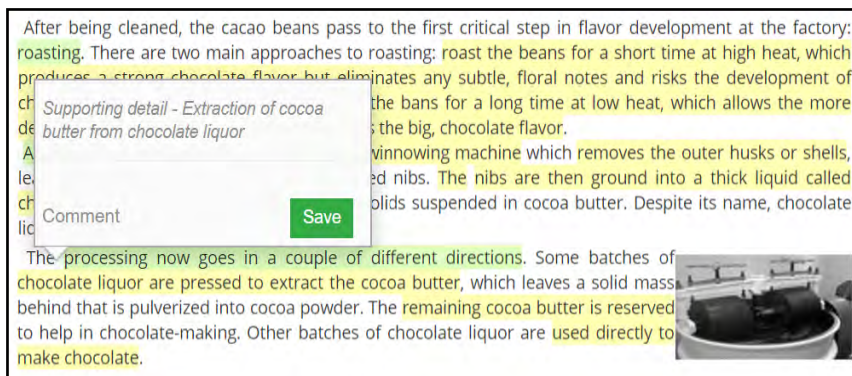 After being cleaned, the cacao beans pass to the first critical step in flavor development at the factory:
roasting. There are two main approaches to roasting: roast the beans for a short time at high heat, which
produces a strong chocolate flavor but eliminates any subtle, floral notes and risks the development of
the bans for a long time at low heat, which allows the more
the big, chocolate flavor.
winnowing machine which removes the outer husks or shells,
nibs. The nibs are then ground into a thick liquid called
suspended in cocoa butter. Despite its name, chocolate
Supporting detail - Extraction of cocoa
butter from chocolate liquor
Comment
Save
The processing now goes in a couple of different directions. Some batches of
chocolate liquor are pressed to extract the cocoa butter, which leaves a solid mass
behind that is pulverized into cocoa powder. The remaining cocoa butter is reserved
to help in chocolate-making. Other batches of chocolate liquor are used directly to
make chocolate.